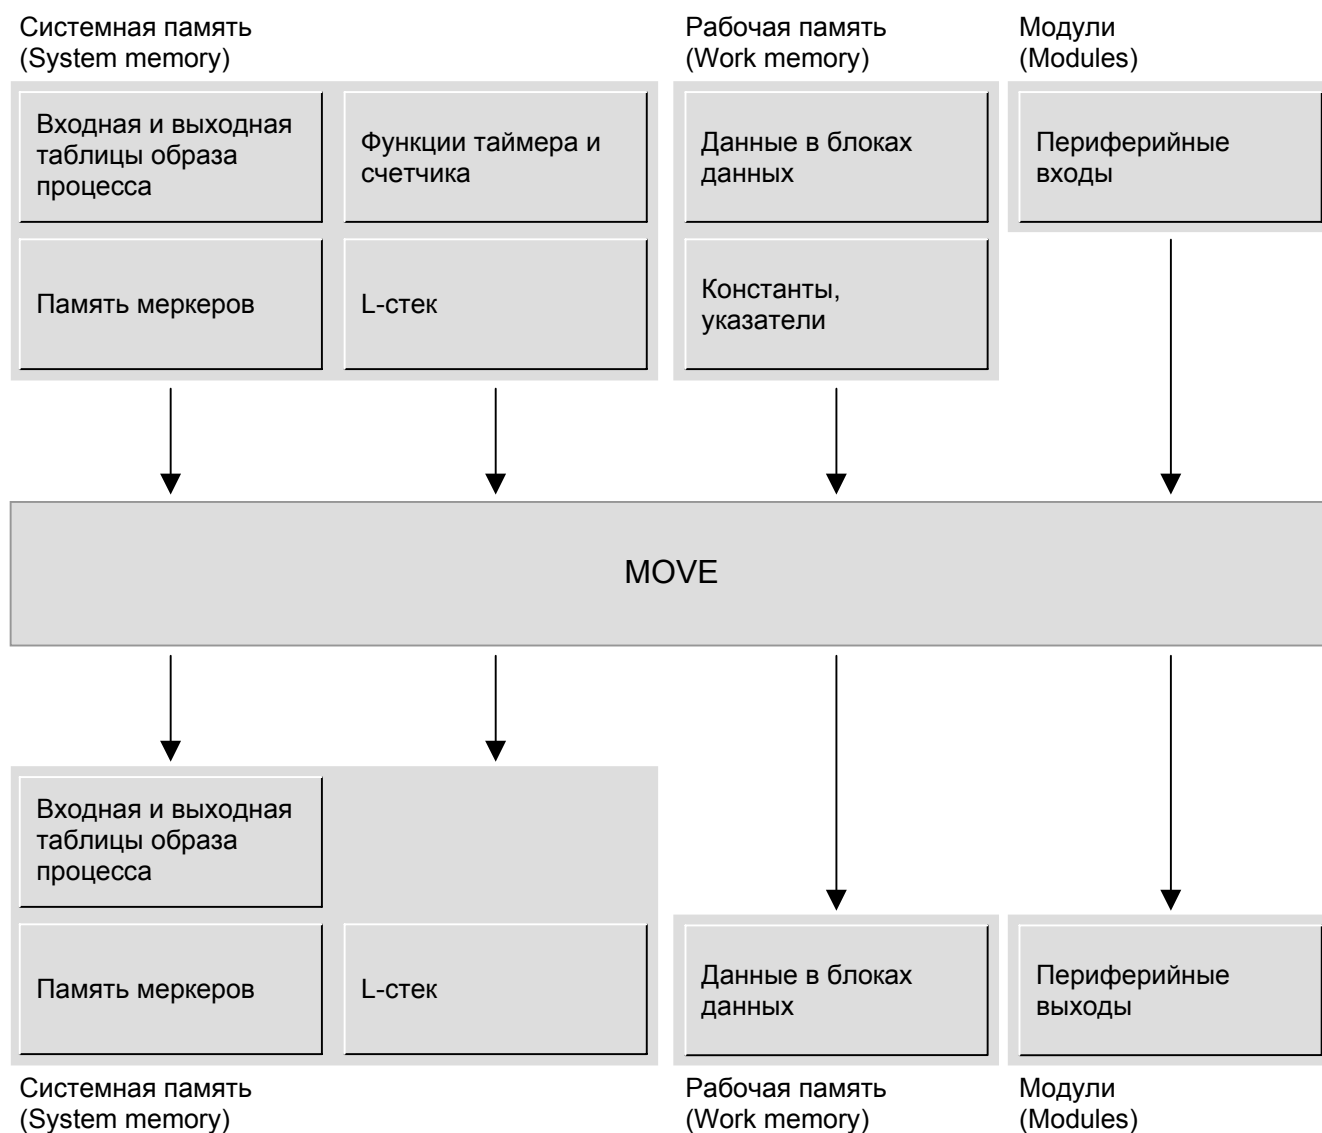 Системная память
(System memory)
Рабочая память
(Work memory)
Модули
(Modules)
Входная и выходная
таблицы образа
процесса
Функции таймера и
счетчика
Данные в блоках
данных
Периферийные
входы
Память меркеров
L-стек
Константы,
указатели
MOVE
Входная и выходная
таблицы образа
процесса
Память меркеров
L-стек
Данные в блоках
данных
Периферийные
выходы
Системная память
(System memory)
Рабочая память
(Work memory)
Модули
(Modules)